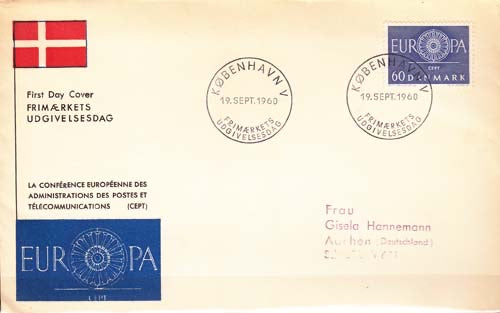 First Day Cover
FRIMÆRKETS
UDGIVELSESDAG
KØBENHAVN V
19.SEPT.1960
FRIMÆRKETS
UDGIVELSESDAG
KØBENHAVN V
19.SEPT.1960
FRIMÆRKETS
UDGIVELSESDAG
EUROPA
CEPT
60 DANMARK
LA CONFÉRENCE EUROPÉENNE DES
ADMINISTRATIONS DES POSTES ET
TÉLÉCOMMUNICATIONS (CEPT)
EUROPA
CEPT
Frau
Gisela Hannemann
Aachen (Deutschland)